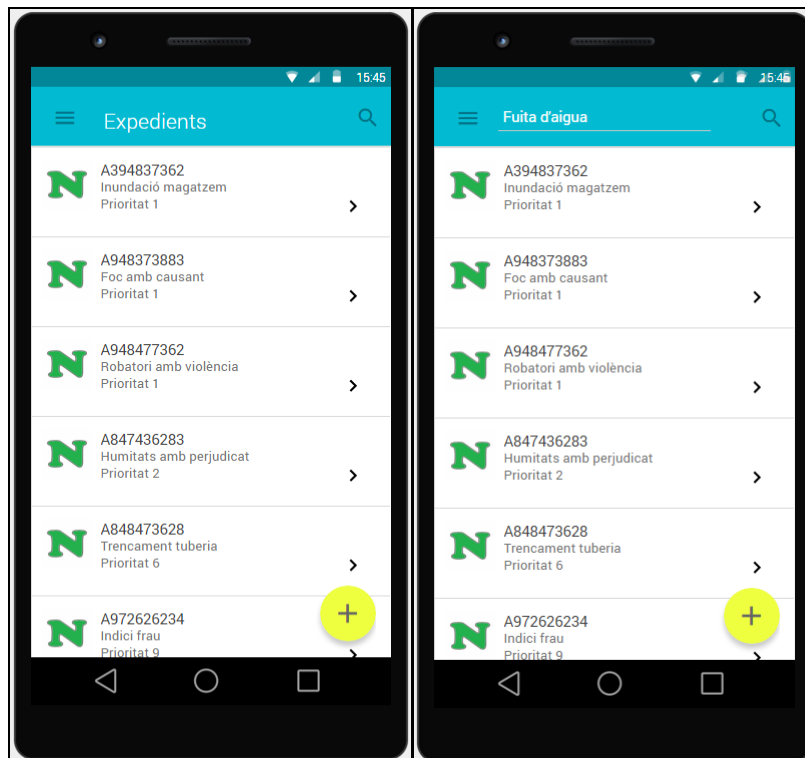 15:45
Expedients
N
A394837362
Inundació magatzem
Prioritat 1
N
A948373883
Foc amb causant
Prioritat 1
N
A948477362
Robatori amb violència
Prioritat 1
N
A847436283
Humitats amb perjudicat
Prioritat 2
N
A848473628
Trencament tuberia
Prioritat 6
N
A972626234
Indici frau
Prioritat 9
15:45
Fuita d'aigua
N
A394837362
Inundació magatzem
Prioritat 1
N
A948373883
Foc amb causant
Prioritat 1
N
A948477362
Robatori amb violència
Prioritat 1
N
A847436283
Humitats amb perjudicat
Prioritat 2
N
A848473628
Trencament tuberia
Prioritat 6
N
A972626234
Indici frau
Prioritat 9